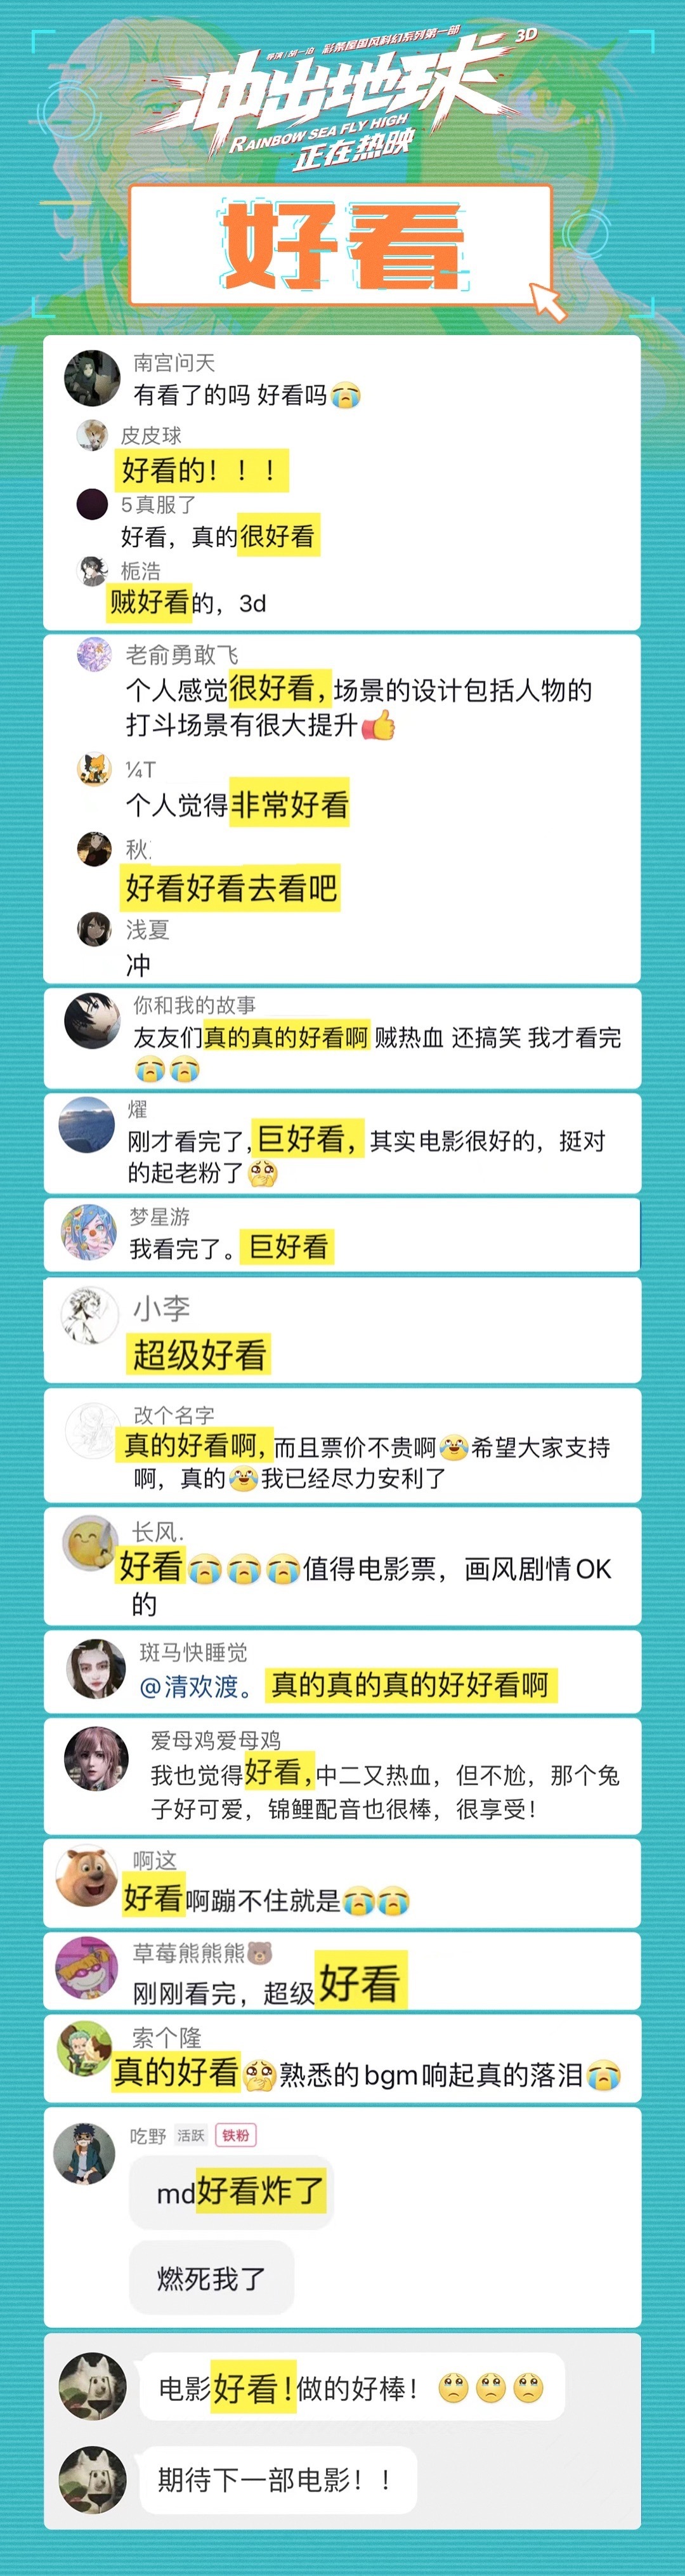 导演/胡一泊 彩条屋国风科幻系列第一部
冲出地球 3D
RAINBOW SEA FLY HIGH
正在热映
好看
南宫问天
有看了的吗 好看吗😭
皮皮球
好看的！！！
5真服了
好看，真的很好看
栀浩
贼好看的，3d
老俞勇敢飞
个人感觉很好看，场景的设计包括人物的
打斗场景有很大提升👍
¼T
个人觉得非常好看
秋
好看好看去看吧
浅夏
冲
你和我的故事
友友们真的真的好看啊 贼热血 还搞笑 我才看完
😭😭
燿
刚才看完了,巨好看，其实电影很好的，挺对
的起老粉了🥹
梦星游
我看完了。巨好看
小李
超级好看
改个名字
真的好看啊,而且票价不贵啊😂希望大家支持
啊，真的😂我已经尽力安利了
长风.
好看😭😭😭值得电影票，画风剧情OK
的
斑马快睡觉
@清欢渡。真的真的真的好好看啊
爱母鸡爱母鸡
我也觉得好看,中二又热血，但不尬，那个兔
子好可爱，锦鲤配音也很棒，很享受！
啊这
好看啊蹦不住就是😭😭
草莓熊熊熊🐻
刚刚看完，超级好看
索个隆
真的好看🥹熟悉的bgm响起真的落泪😭
吃野 活跃 铁粉
md好看炸了
燃死我了
电影好看！做的好棒！🥺🥺🥺
期待下一部电影！！